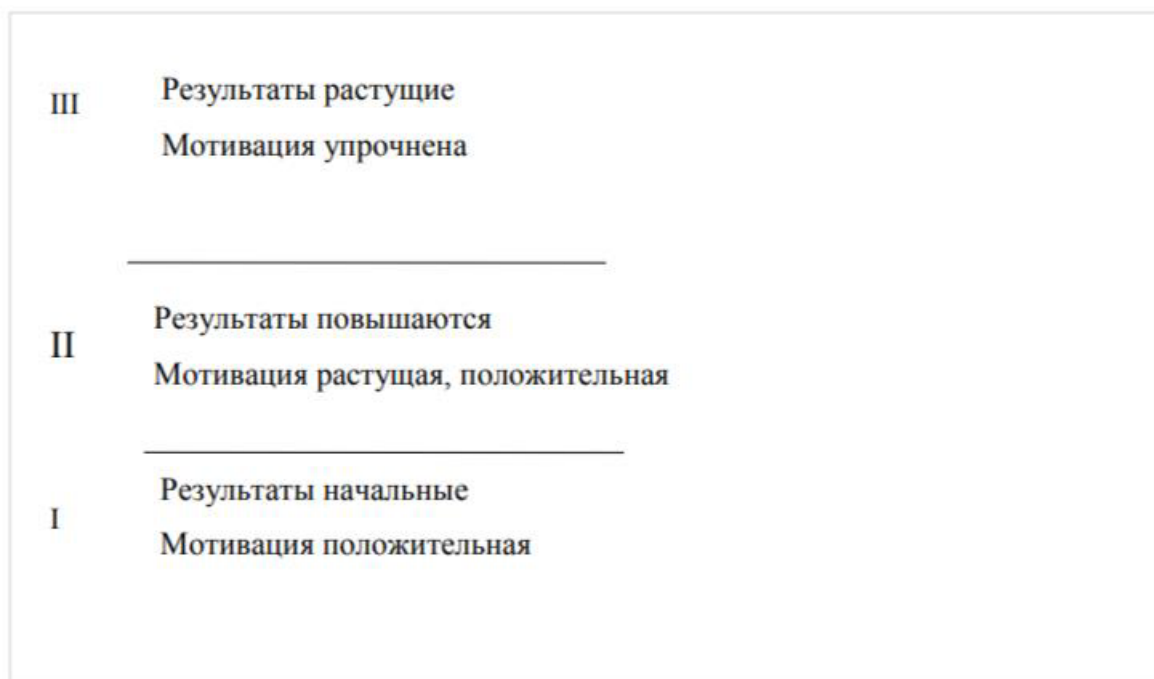 III
Результаты растущие
Мотивация упрочнена
II
Результаты повышаются
Мотивация растущая, положительная
I
Результаты начальные
Мотивация положительная